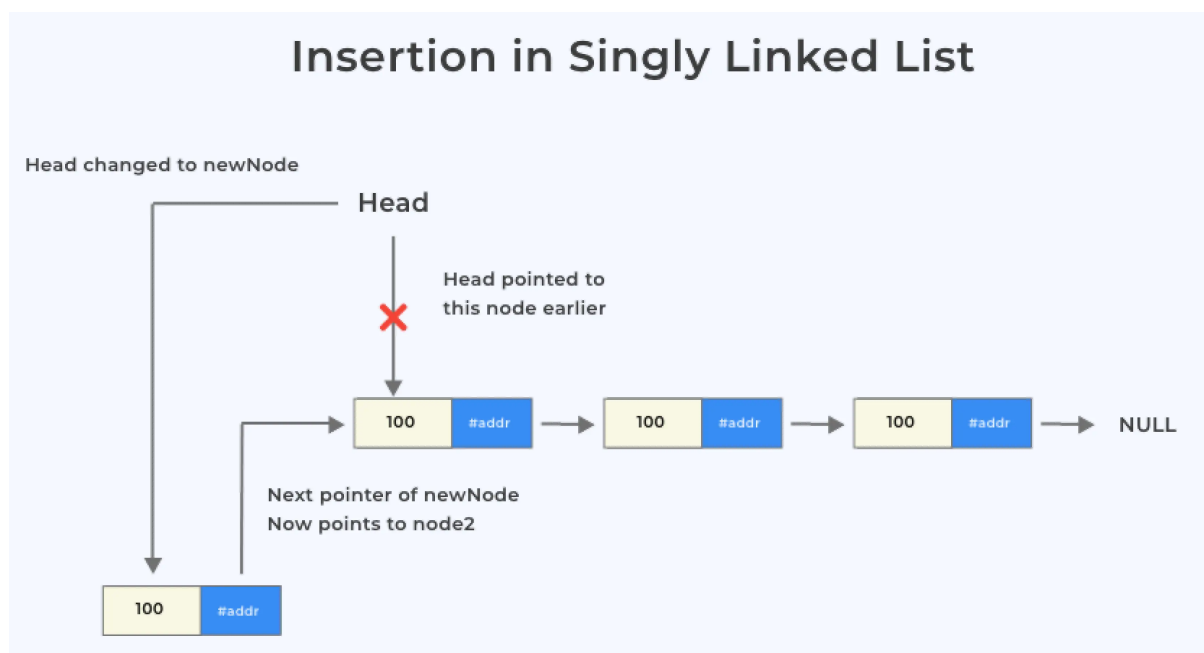 Insertion in Singly Linked List
Head changed to newNode
Head
Head pointed to
this node earlier
100 #addr 100 #addr 100 #addr NULL
Next pointer of newNode
Now points to node2
100 #addr